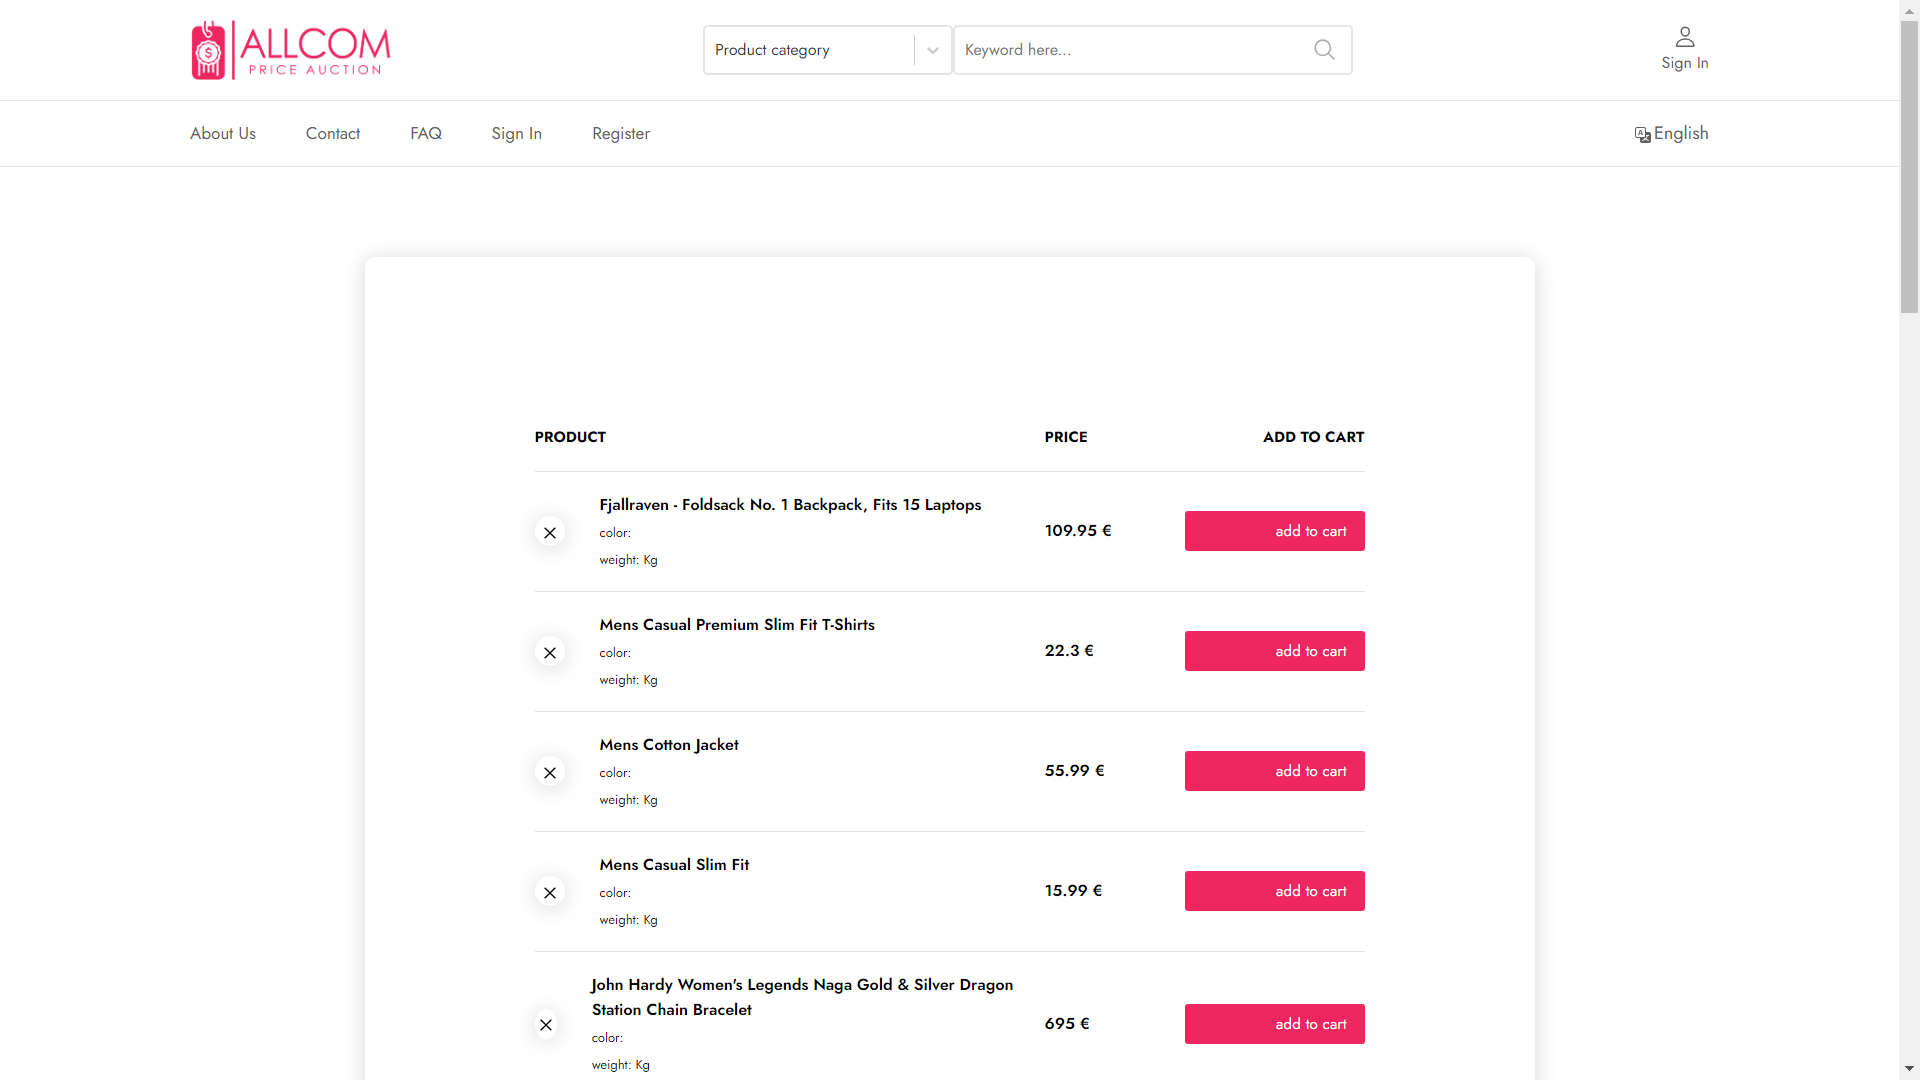 ALLCOM
PRICE AUCTION
Product category
Keyword here...
Sign In
About Us
Contact
FAQ
Sign In
Register
English
PRODUCT
PRICE
ADD TO CART
Fjallraven - Foldsack No. 1 Backpack, Fits 15 Laptops
color:
weight: Kg
109.95 €
add to cart
Mens Casual Premium Slim Fit T-Shirts
color:
weight: Kg
22.3 €
add to cart
Mens Cotton Jacket
color:
weight: Kg
55.99 €
add to cart
Mens Casual Slim Fit
color:
weight: Kg
15.99 €
add to cart
John Hardy Women's Legends Naga Gold & Silver Dragon
Station Chain Bracelet
color:
weight: Kg
695 €
add to cart